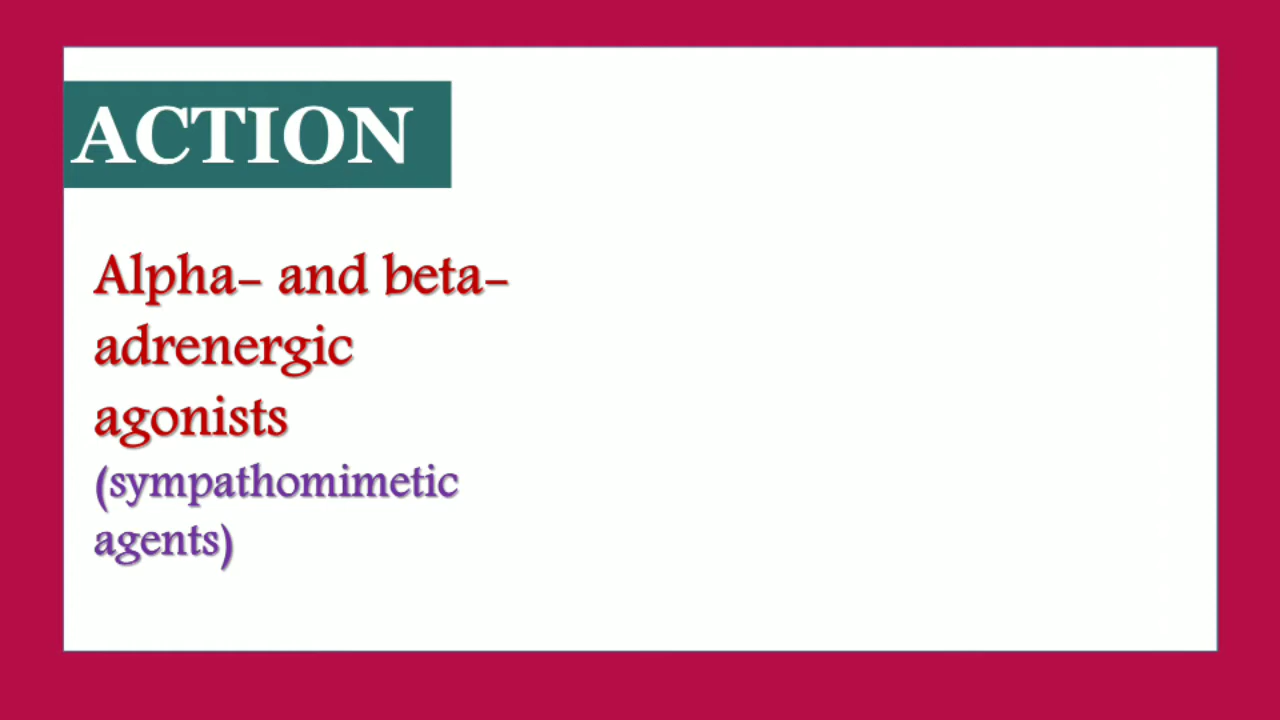 ACTION
Alpha- and beta-
adrenergic
agonists
(sympathomimetic
agents)